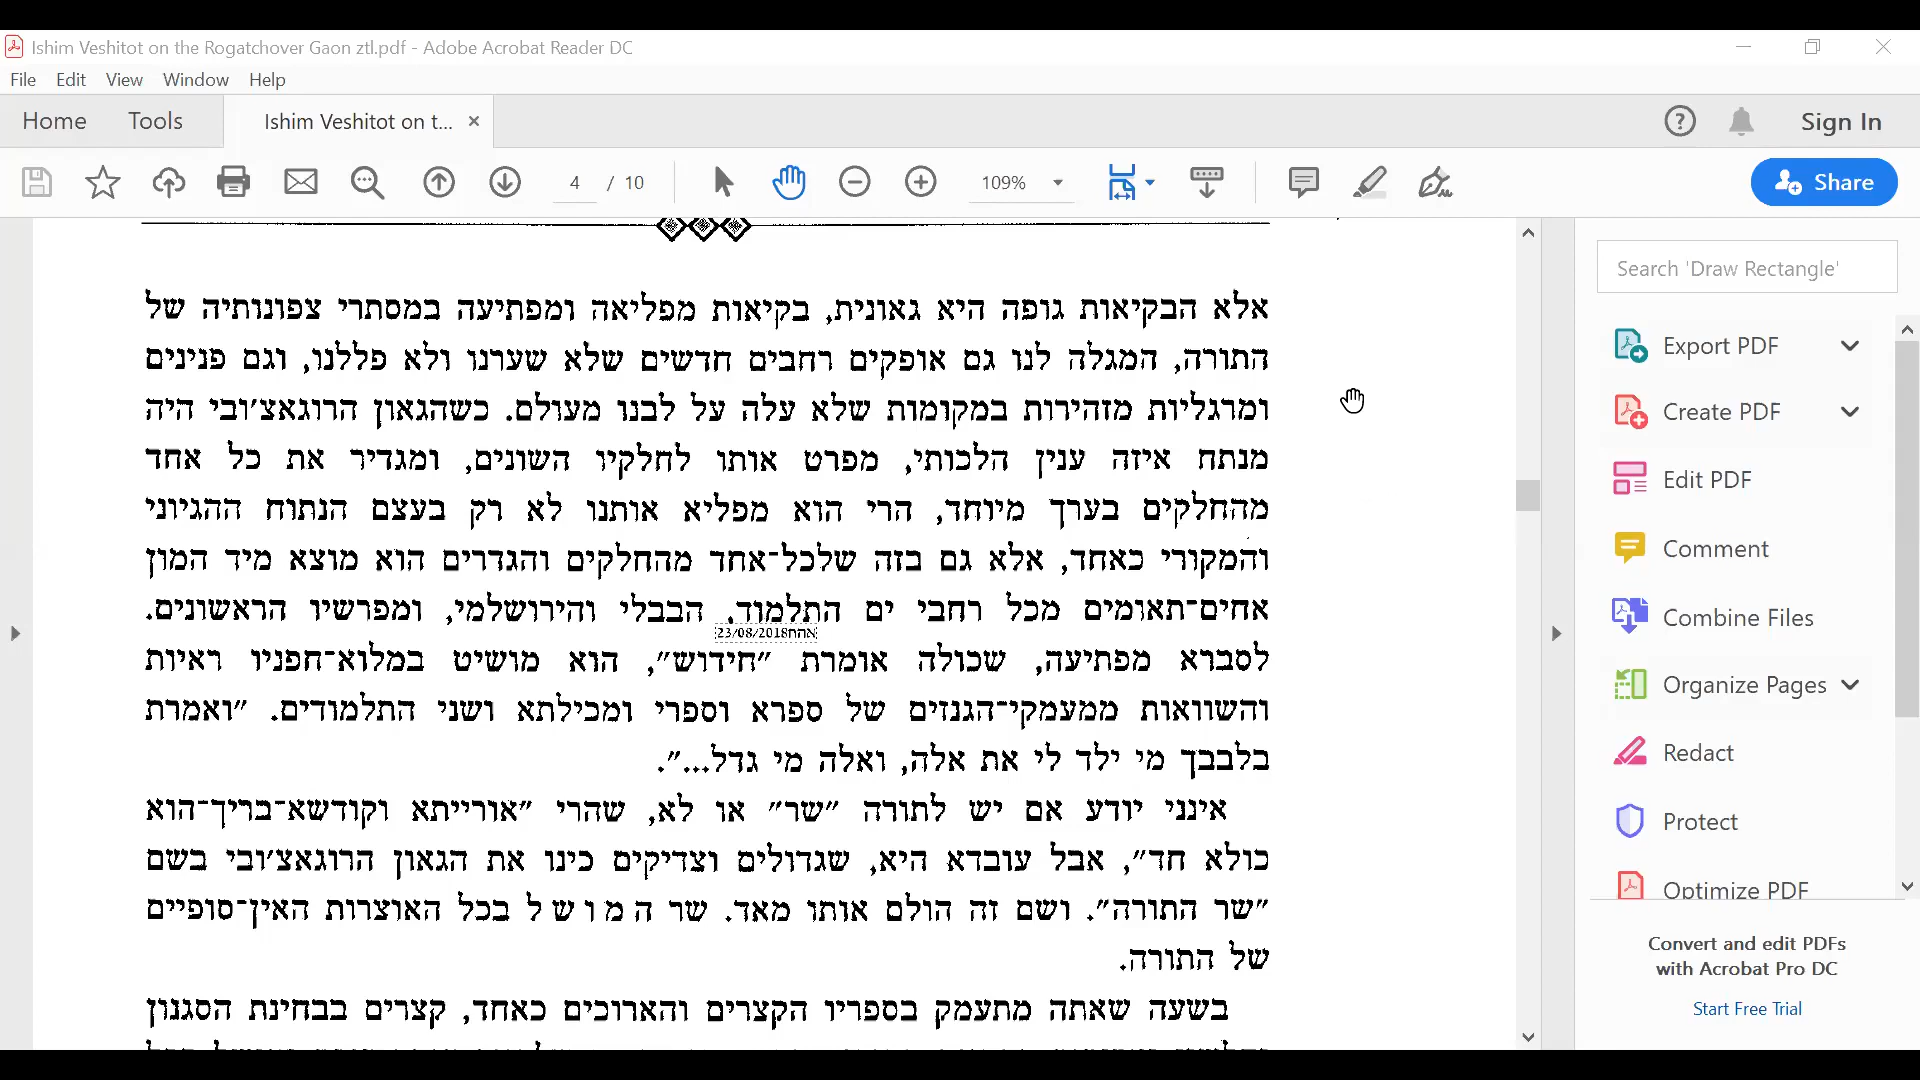 Ishim Veshitot on the Rogatchover Gaon ztl.pdf - Adobe Acrobat Reader DC
File Edit View Window Help
Home Tools Ishim Veshitot on t... Sign In
4 / 10 109% Share
אלא הבקיאות גופה היא גאונית, בקיאות מפליאה ומפתיעה במסתרי צפונותיה של
התורה, המגלה לנו גם אופקים רחבים חדשים שלא שערנו ולא פללנו, וגם פנינים
ומרגליות מזהירות במקומות שלא עלה על לבנו מעולם. כשהגאון הרוגאצ׳ובי היה
מנתח איזה ענין הלכותי, מפרט אותו לחלקיו השונים, ומגדיר את כל אחד
מהחלקים בערך מיוחד, הרי הוא מפליא אותנו לא רק בעצם הנתוח ההגיוני
והמקורי כאחד, אלא גם בזה שלכל־אחד מהחלקים והגדרים הוא מוצא מיד המון
אחים־תאומים מכל רחבי ים התלמוד, הבבלי והירושלמי, ומפרשיו הראשונים.
אחח23/08/2018
לסברא מפתיעה, שכולה אומרת ״חידוש״, הוא מושיט במלוא־חפניו ראיות
והשוואות ממעמקי־הגנזים של ספרא וספרי ומכילתא ושני התלמודים. ״ואמרת
בלבבך מי ילד לי את אלה, ואלה מי גדל...״.
אינני יודע אם יש לתורה ״שר״ או לא, שהרי ״אורייתא וקודשא־בריך־הוא
כולא חד״, אבל עובדא היא, שגדולים וצדיקים כינו את הגאון הרוגאצ׳ובי בשם
״שר התורה״. ושם זה הולם אותו מאד. שר ה מ ו ש ל בכל האוצרות האין־סופיים
של התורה.
בשעה שאתה מתעמק בספריו הקצרים והארוכים כאחד, קצרים בבחינת הסגנון
Search 'Draw Rectangle'
Export PDF
Create PDF
Edit PDF
Comment
Combine Files
Organize Pages
Redact
Protect
Optimize PDF
Convert and edit PDFs
with Acrobat Pro DC
Start Free Trial